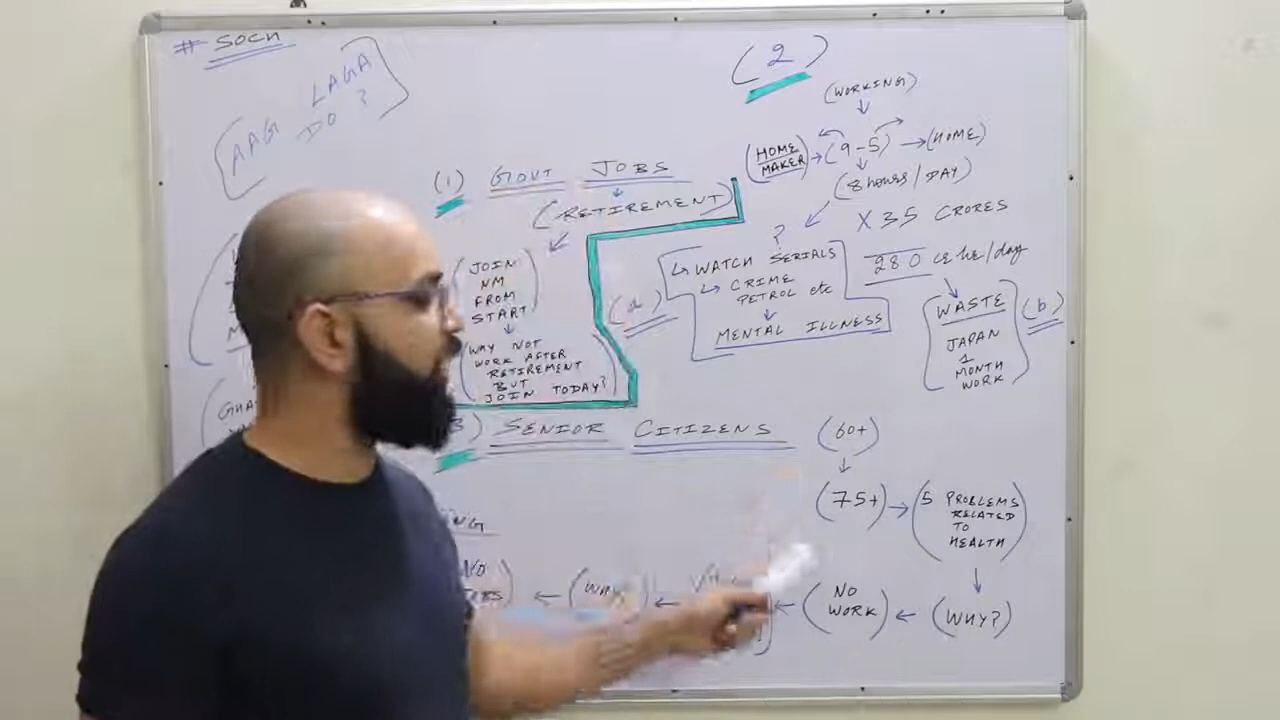 # SOCH
[AAG LAGA
DO ?]
(1) GOVT JOBS
(RETIREMENT)
(JOIN
NM
FROM
START)
(WHY NOT
WORK AFTER
RETIREMENT
BUT
JOIN TODAY?)
(2)
(WORKING)
(HOME
MAKER) → (9-5) → (HOME)
(8 HOURS / DAY)
X 35 CRORES
280 CR HR/DAY
?
(a)
↳ WATCH SERIALS
↳ CRIME
PETROL ETC
MENTAL ILLNESS
(WASTE
JAPAN
1
MONTH
WORK) (b)
3) SENIOR CITIZENS
(60+)
(75+) → (5 PROBLEMS
RELATED
TO
HEALTH)
(WHY?)
← (NO
WORK) ←
← (WHY
NO